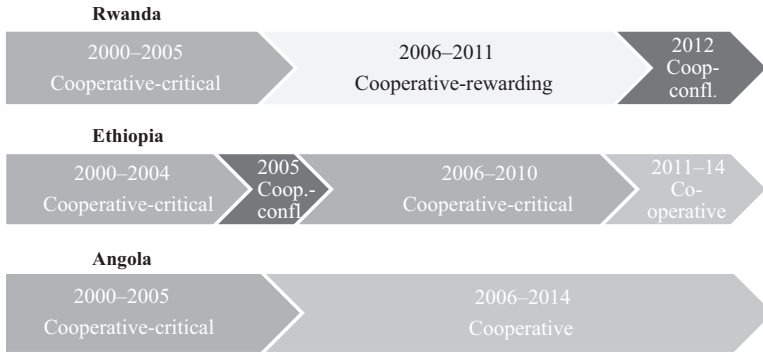 Rwanda
2000–2005
Cooperative-critical
2006–2011
Cooperative-rewarding
2012
Coop-
confl.
Ethiopia
2000–2004
Cooperative-critical
2005
Coop.-
confl.
2006–2010
Cooperative-critical
2011–14
Co-
operative
Angola
2000–2005
Cooperative-critical
2006–2014
Cooperative